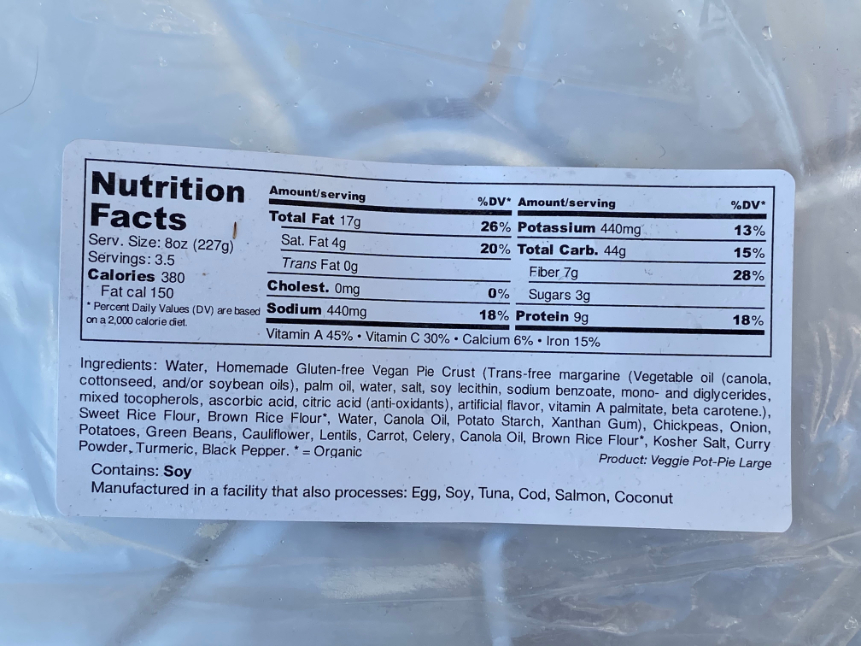 Nutrition
Facts
Serv. Size: 8oz (227g)
Servings: 3.5
Calories 380
Fat cal 150
* Percent Daily Values (DV) are based
on a 2,000 calorie diet.
Amount/serving %DV*
Total Fat 17g 26%
Sat. Fat 4g 20%
Trans Fat 0g
Cholest. 0mg 0%
Sodium 440mg 18%
Amount/serving %DV*
Potassium 440mg 13%
Total Carb. 44g 15%
Fiber 7g 28%
Sugars 3g
Protein 9g 18%
Vitamin A 45% • Vitamin C 30% • Calcium 6% • Iron 15%
Ingredients: Water, Homemade Gluten-free Vegan Pie Crust (Trans-free margarine (Vegetable oil (canola,
cottonseed, and/or soybean oils), palm oil, water, salt, soy lecithin, sodium benzoate, mono- and diglycerides,
mixed tocopherols, ascorbic acid, citric acid (anti-oxidants), artificial flavor, vitamin A palmitate, beta carotene.),
Sweet Rice Flour, Brown Rice Flour*, Water, Canola Oil, Potato Starch, Xanthan Gum), Chickpeas, Onion,
Potatoes, Green Beans, Cauliflower, Lentils, Carrot, Celery, Canola Oil, Brown Rice Flour*, Kosher Salt, Curry
Powder, Turmeric, Black Pepper. * = Organic
Product: Veggie Pot-Pie Large
Contains: Soy
Manufactured in a facility that also processes: Egg, Soy, Tuna, Cod, Salmon, Coconut